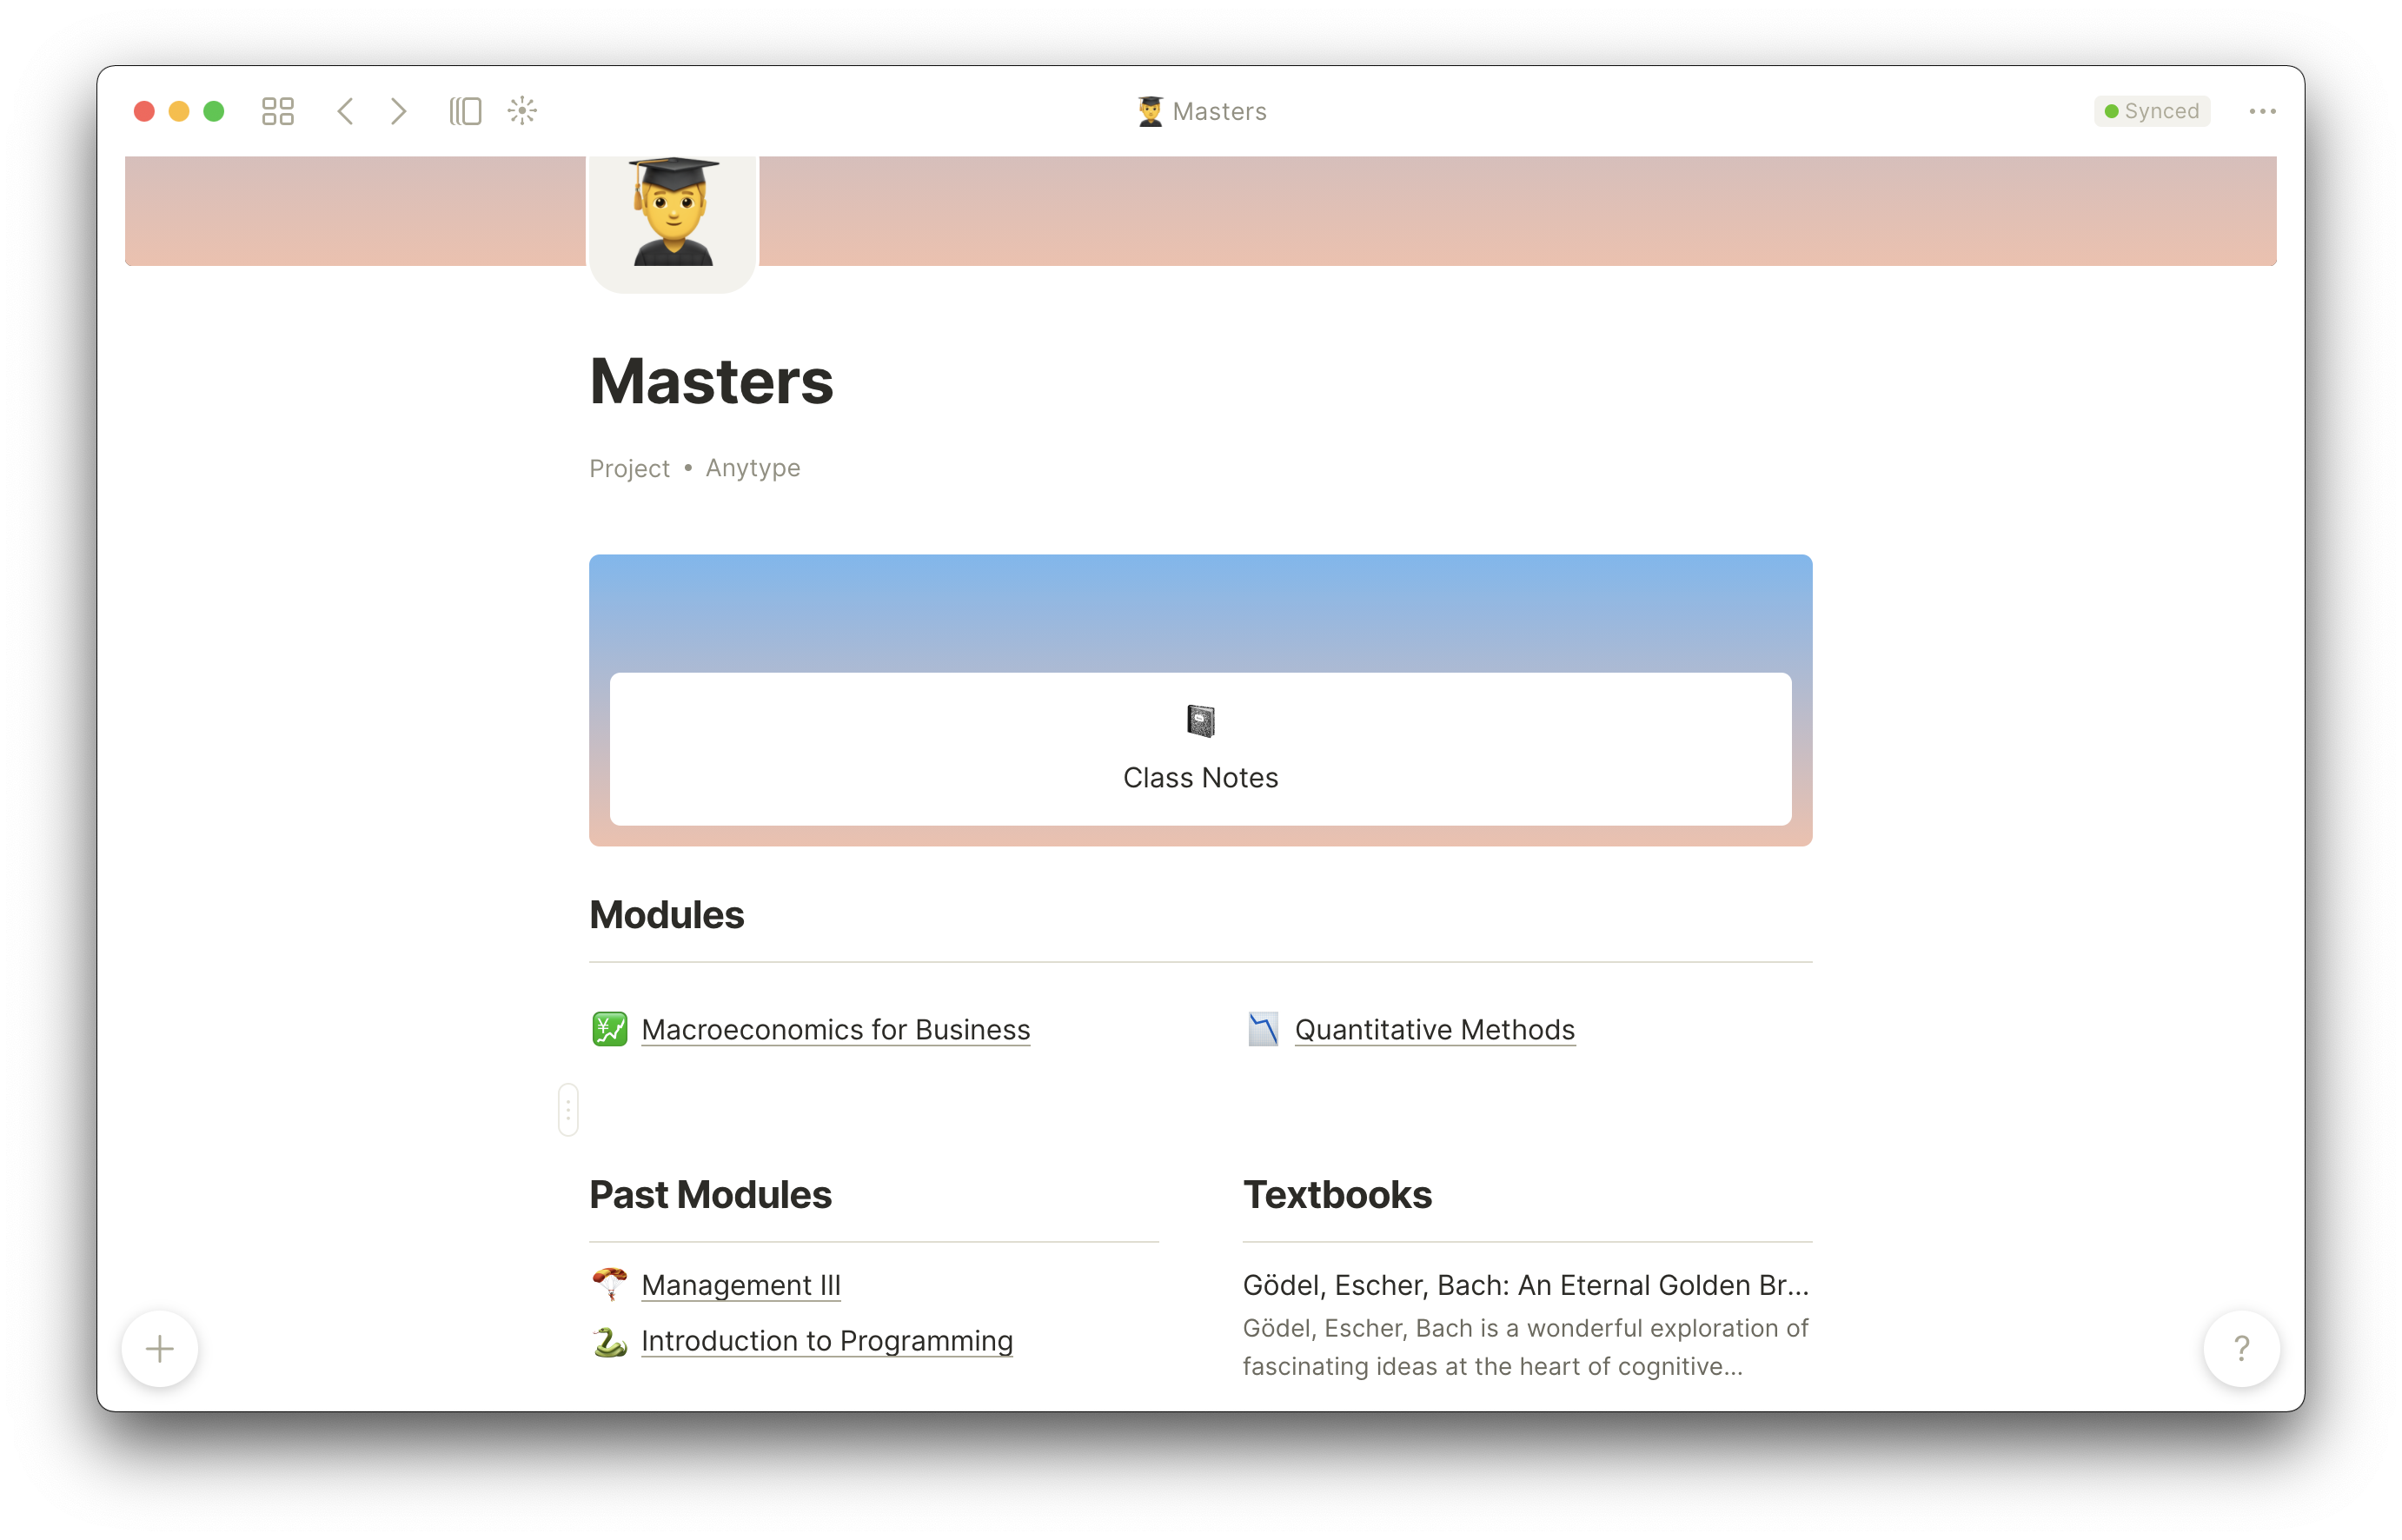 Masters
Synced
Masters
Project • Anytype
Class Notes
Modules
Macroeconomics for Business
Quantitative Methods
Past Modules
Management III
Introduction to Programming
Textbooks
Gödel, Escher, Bach: An Eternal Golden Br...
Gödel, Escher, Bach is a wonderful exploration of
fascinating ideas at the heart of cognitive...
?